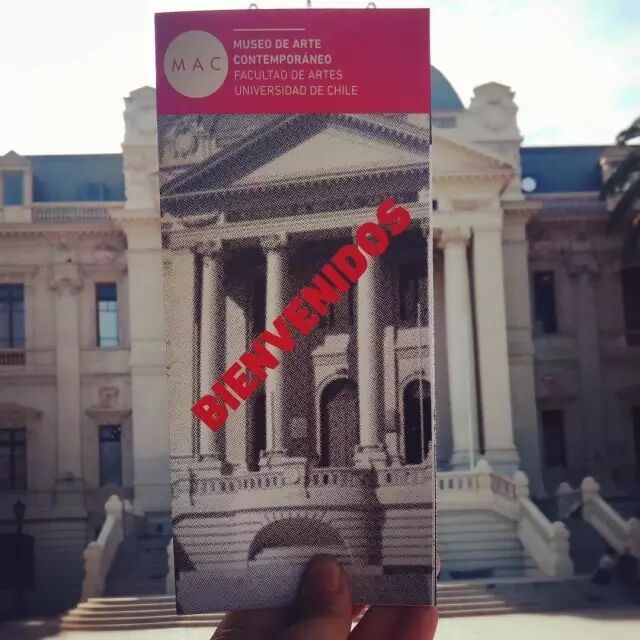 MAC
MUSEO DE ARTE
CONTEMPORÁNEO
FACULTAD DE ARTES
UNIVERSIDAD DE CHILE
BIENVENIDOS